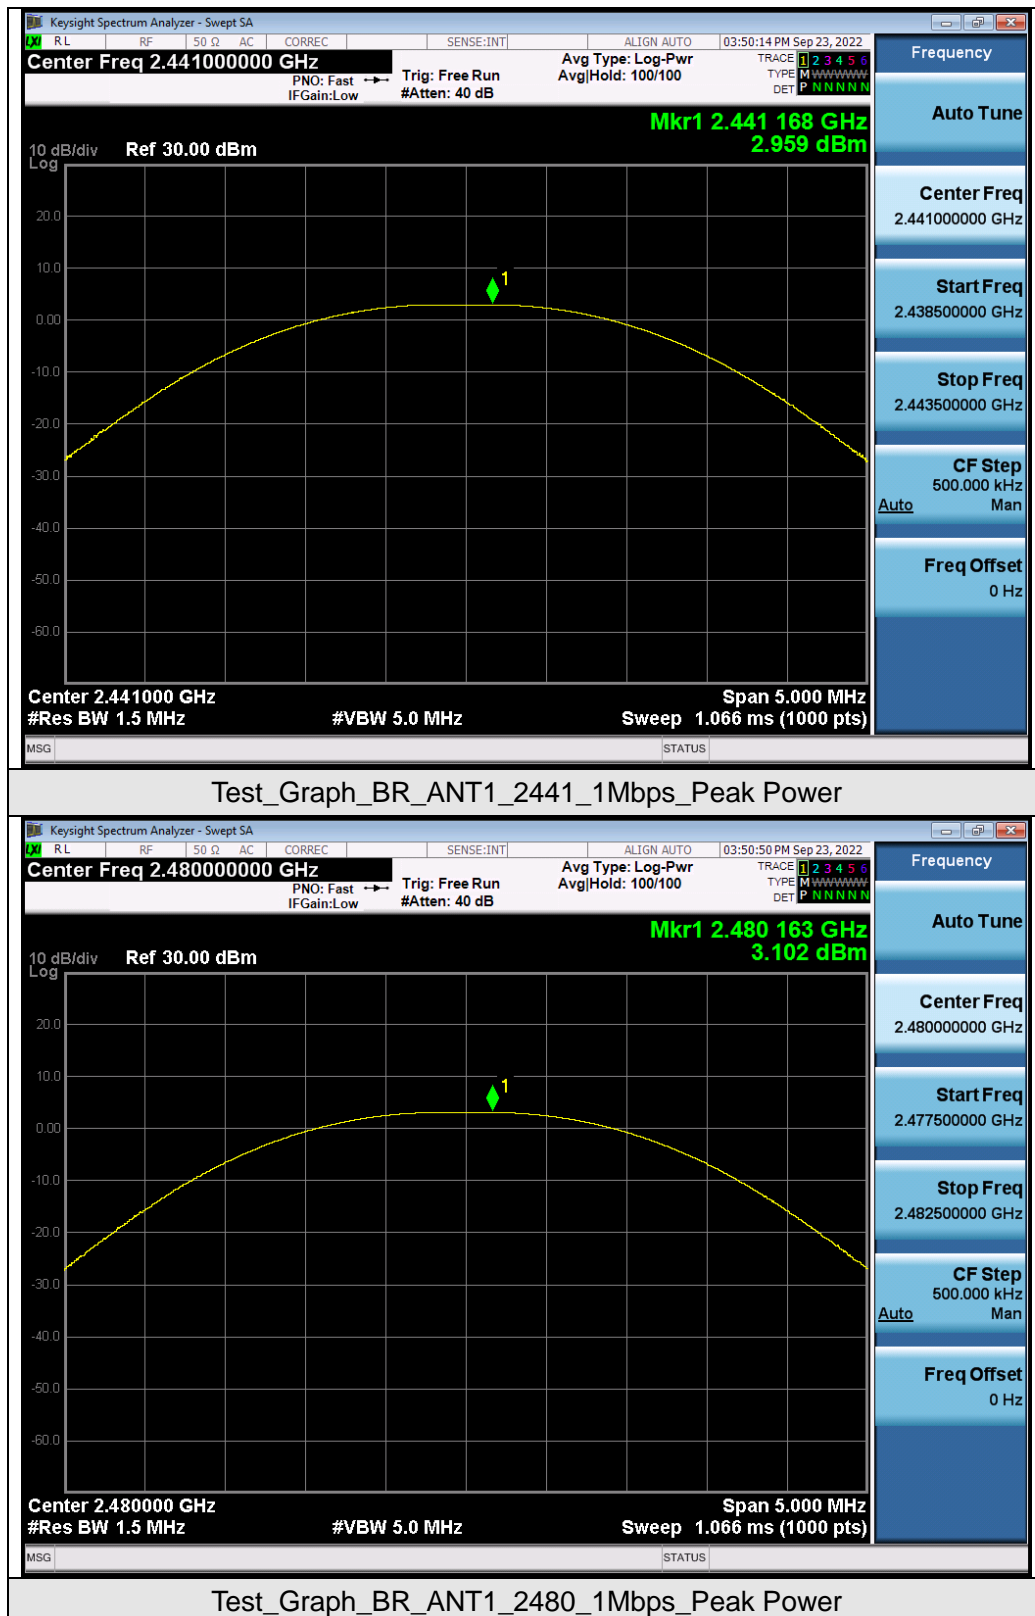 Keysight Spectrum Analyzer - Swept SA
LXI RL RF 50 Ω AC CORREC SENSE:INT ALIGN AUTO 03:50:14 PM Sep 23, 2022
Center Freq 2.441000000 GHz
PNO: Fast
IFGain:Low
Trig: Free Run
#Atten: 40 dB
Avg Type: Log-Pwr
Avg|Hold: 100/100
TRACE 1 2 3 4 5 6
TYPE M WWWWW
DET P N N N N N
Mkr1 2.441 168 GHz
2.959 dBm
10 dB/div Ref 30.00 dBm
Log
20.0
10.0
0.00
-10.0
-20.0
-30.0
-40.0
-50.0
-60.0
1
Center 2.441000 GHz Span 5.000 MHz
#Res BW 1.5 MHz #VBW 5.0 MHz Sweep 1.066 ms (1000 pts)
MSG STATUS
Frequency
Auto Tune
Center Freq
2.441000000 GHz
Start Freq
2.438500000 GHz
Stop Freq
2.443500000 GHz
CF Step
500.000 kHz
Auto Man
Freq Offset
0 Hz
Test_Graph_BR_ANT1_2441_1Mbps_Peak Power
Keysight Spectrum Analyzer - Swept SA
LXI RL RF 50 Ω AC CORREC SENSE:INT ALIGN AUTO 03:50:50 PM Sep 23, 2022
Center Freq 2.480000000 GHz
PNO: Fast
IFGain:Low
Trig: Free Run
#Atten: 40 dB
Avg Type: Log-Pwr
Avg|Hold: 100/100
TRACE 1 2 3 4 5 6
TYPE M WWWWW
DET P N N N N N
Mkr1 2.480 163 GHz
3.102 dBm
10 dB/div Ref 30.00 dBm
Log
20.0
10.0
0.00
-10.0
-20.0
-30.0
-40.0
-50.0
-60.0
1
Center 2.480000 GHz Span 5.000 MHz
#Res BW 1.5 MHz #VBW 5.0 MHz Sweep 1.066 ms (1000 pts)
MSG STATUS
Frequency
Auto Tune
Center Freq
2.480000000 GHz
Start Freq
2.477500000 GHz
Stop Freq
2.482500000 GHz
CF Step
500.000 kHz
Auto Man
Freq Offset
0 Hz
Test_Graph_BR_ANT1_2480_1Mbps_Peak Power